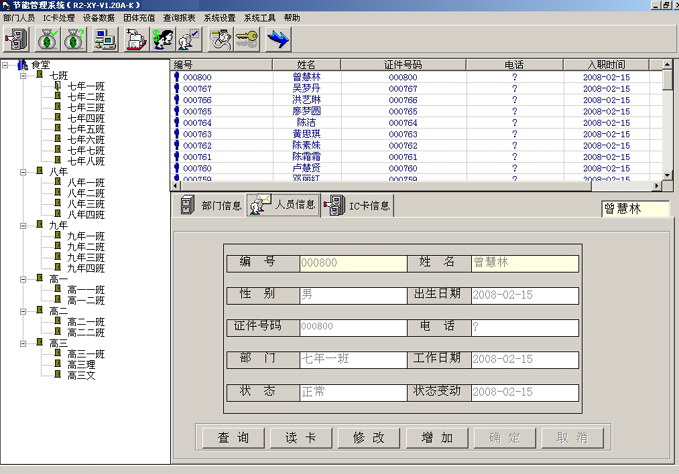 节能管理系统(R2-XY-V1.20A-K)
部门人员 IC卡处理 设备数据 团体充值 查询报表 系统设置 系统工具 帮助
食堂
七班
七年一班
七年二班
七年三班
七年四班
七年五班
七年六班
七年七班
七年八班
八年
八年一班
八年二班
八年三班
八年四班
九年
九年一班
九年二班
九年三班
九年四班
高一
高一一班
高一二班
高二
高二一班
高二二班
高三
高三一班
高三理
高三文
编号 姓名 证件号码 电话 入职时间
000800 曾慧林 000800 ? 2008-02-15
000767 吴梦丹 000767 ? 2008-02-15
000766 洪艺琳 000766 ? 2008-02-15
000765 廖梦圆 000765 ? 2008-02-15
000764 陈洁 000764 ? 2008-02-15
000763 黄思琪 000763 ? 2008-02-15
000762 陈素妹 000762 ? 2008-02-15
000761 陈霜霜 000761 ? 2008-02-15
000760 卢慧贤 000760 ? 2008-02-15
000759 000759 ? 2008-02-15
部门信息 人员信息 IC卡信息 曾慧林
编 号 000800 姓 名 曾慧林
性 别 男 出生日期 2008-02-15
证件号码 000800 电 话 ?
部 门 七年一班 工作日期 2008-02-15
状 态 正常 状态变动 2008-02-15
查 询 读 卡 修 改 增 加 确 定 取 消